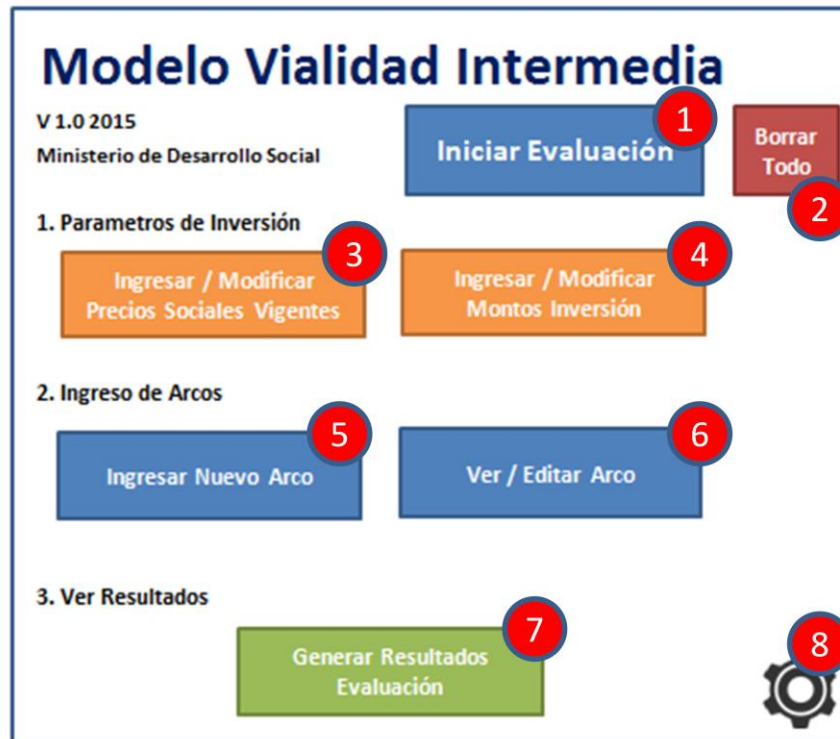 Modelo Vialidad Intermedia
V 1.0 2015
Ministerio de Desarrollo Social
Iniciar Evaluación
1
Borrar
Todo
2
1. Parametros de Inversión
Ingresar / Modificar
Precios Sociales Vigentes
3
Ingresar / Modificar
Montos Inversión
4
2. Ingreso de Arcos
Ingresar Nuevo Arco
5
Ver / Editar Arco
6
3. Ver Resultados
Generar Resultados
Evaluación
7
8